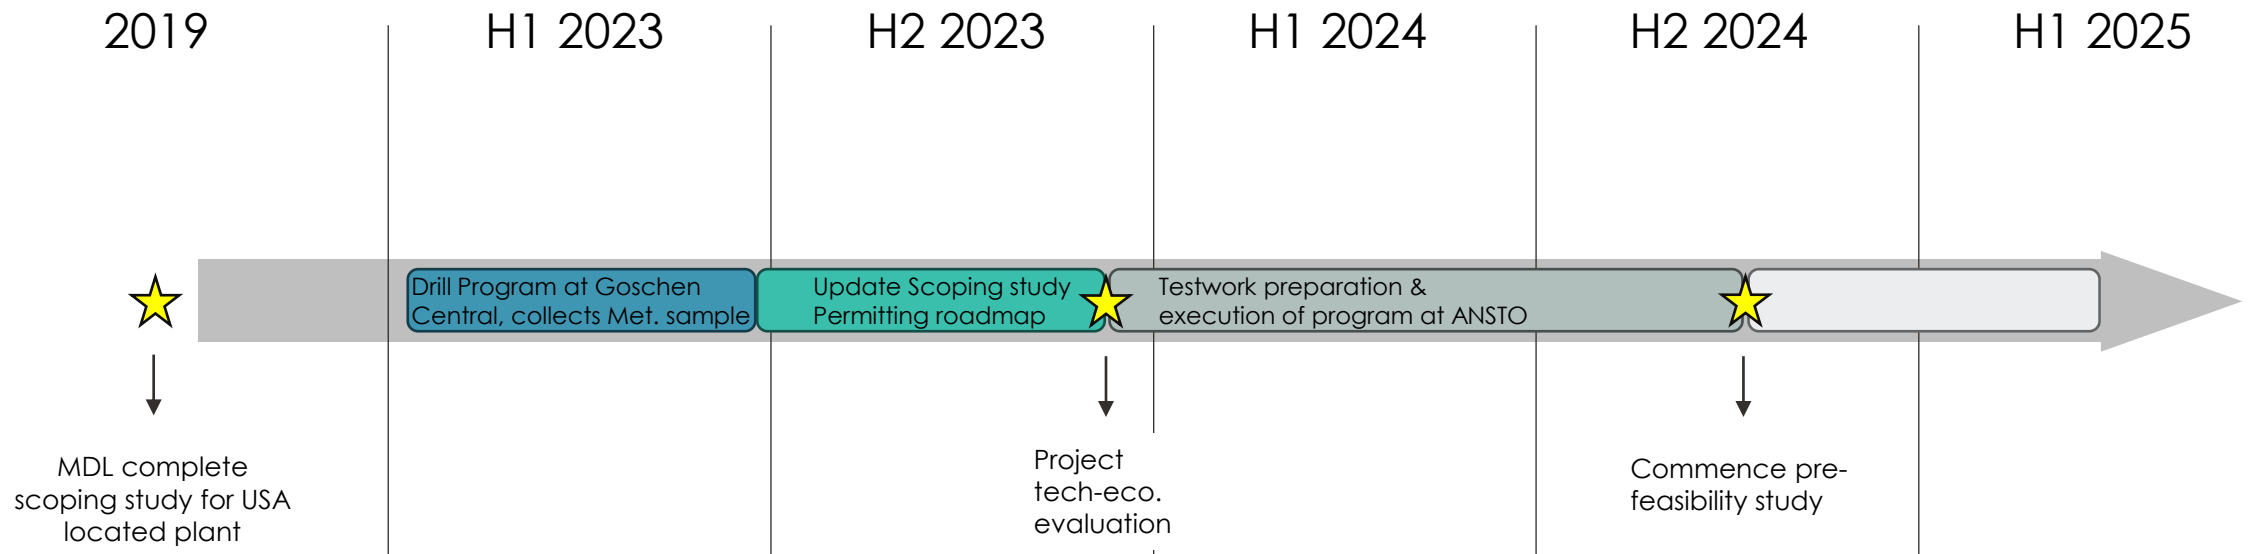 2019
H1 2023
H2 2023
H1 2024
H2 2024
H1 2025
Drill Program at Goschen
Central, collects Met. sample
Update Scoping study
Permitting roadmap
Testwork preparation &
execution of program at ANSTO
MDL complete
scoping study for USA
located plant
Project
tech-eco.
evaluation
Commence pre-
feasibility study